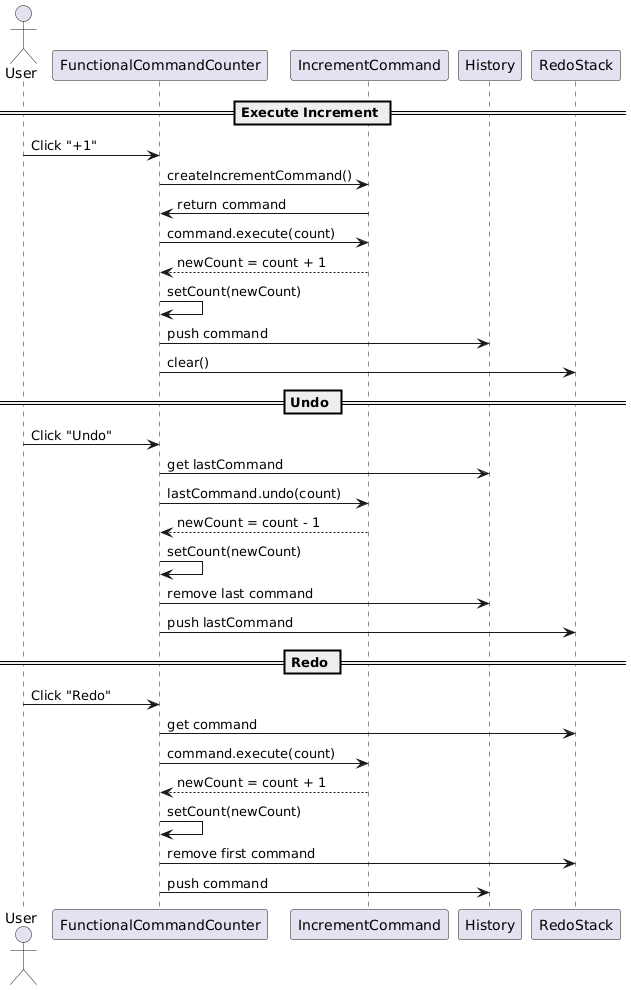 User
FunctionalCommandCounter IncrementCommand History RedoStack
Execute Increment
Click "+1"
createIncrementCommand()
return command
command.execute(count)
newCount = count + 1
setCount(newCount)
push command
clear()
Undo
Click "Undo"
get lastCommand
lastCommand.undo(count)
newCount = count - 1
setCount(newCount)
remove last command
push lastCommand
Redo
Click "Redo"
get command
command.execute(count)
newCount = count + 1
setCount(newCount)
remove first command
push command
User
FunctionalCommandCounter IncrementCommand History RedoStack